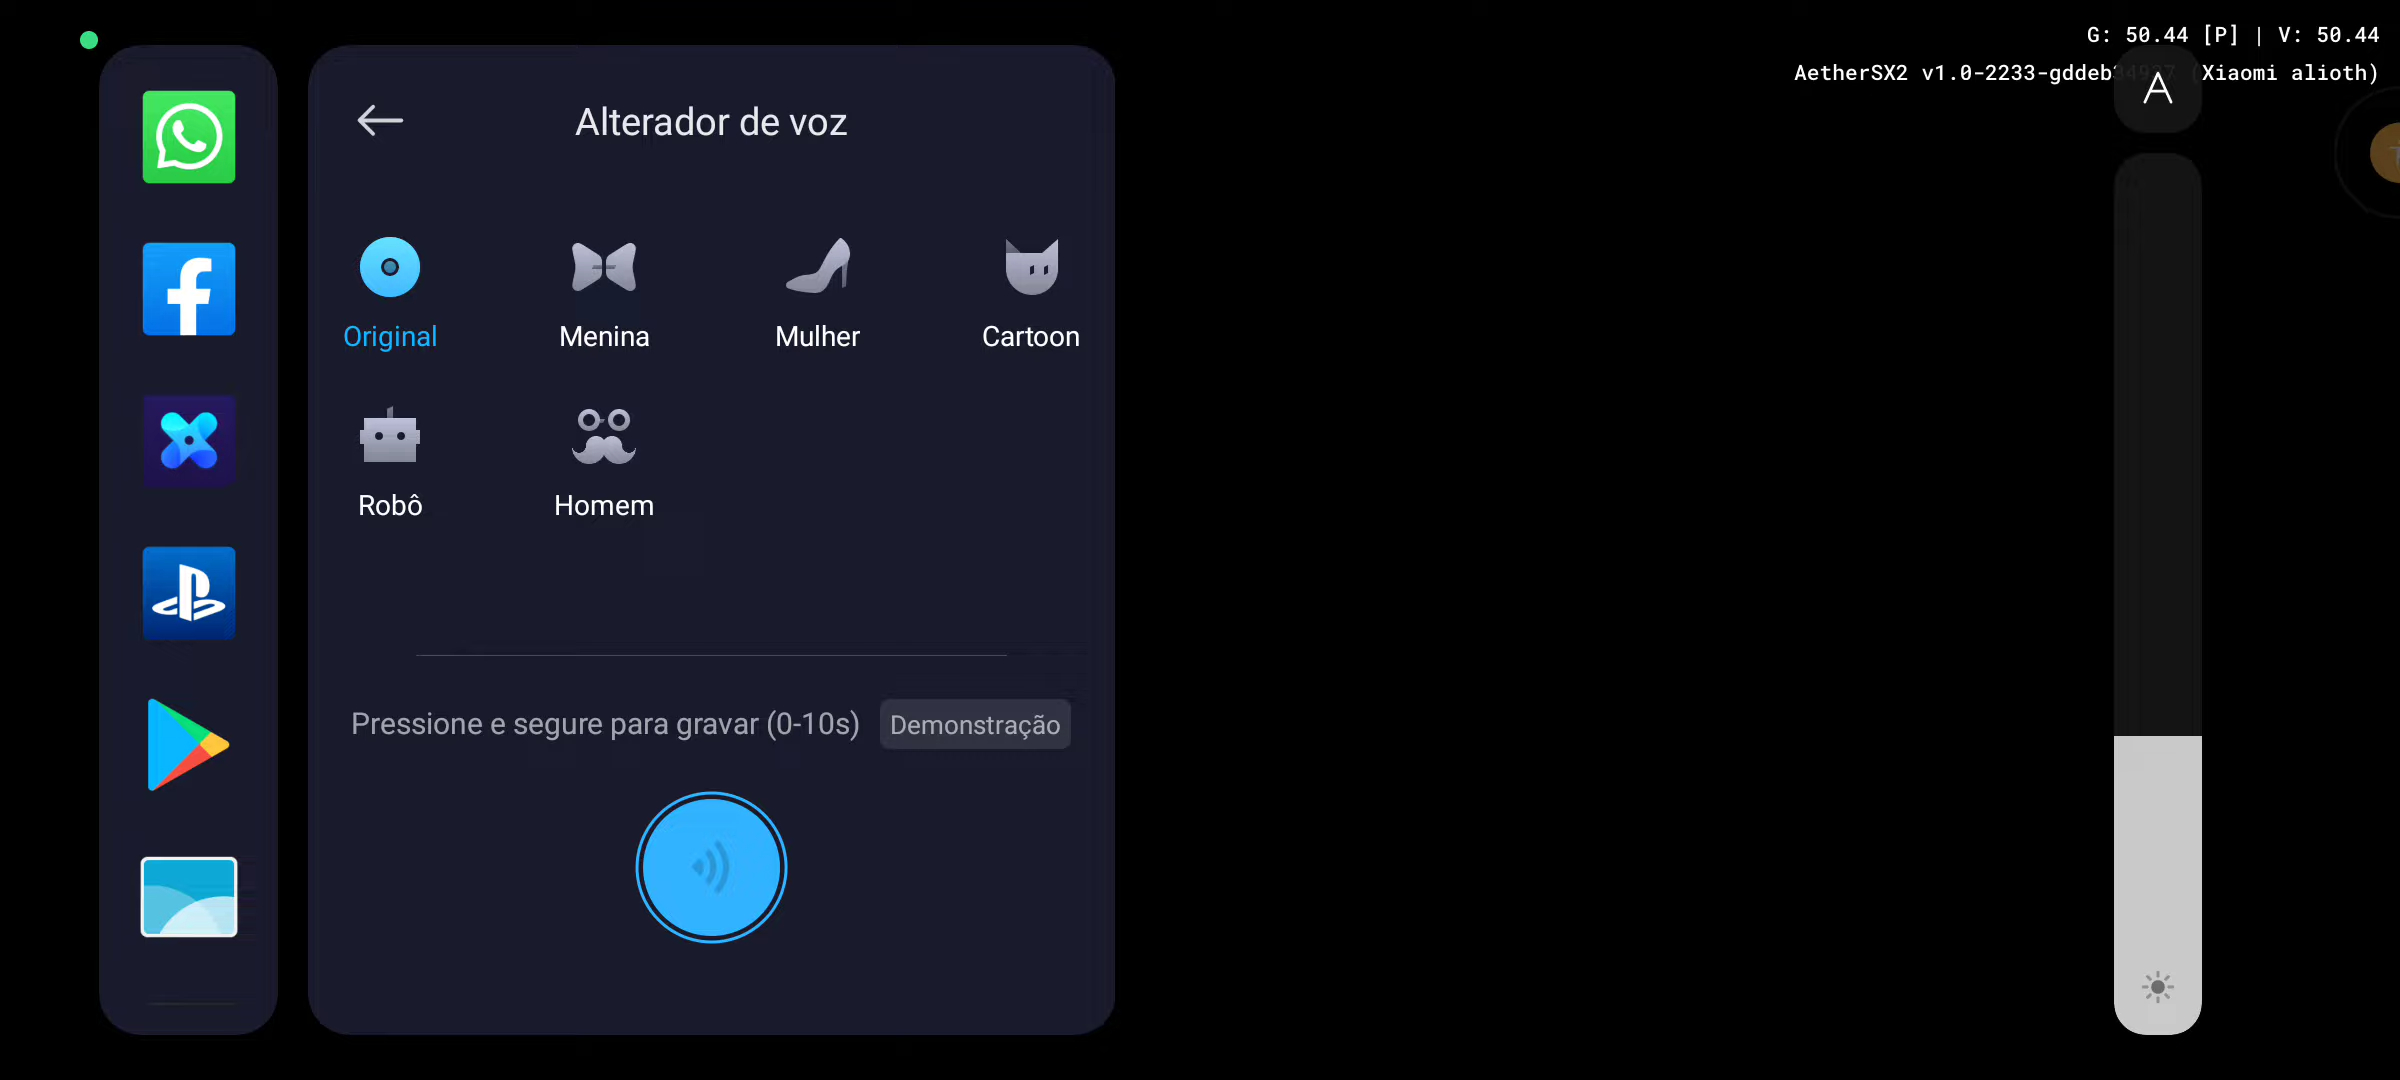 G: 50.44 [P] | V: 50.44
AetherSX2 v1.0-2233-gddeb34937 (Xiaomi alioth)
A
Alterador de voz
Original
Menina
Mulher
Cartoon
Robô
Homem
Pressione e segure para gravar (0-10s)
Demonstração